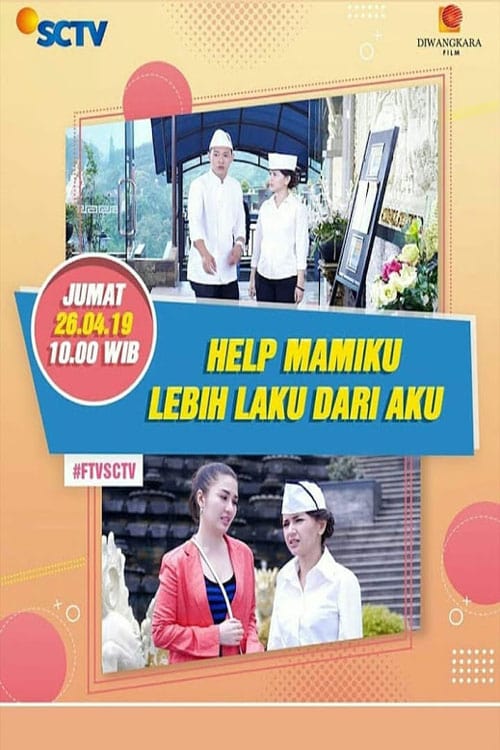 SCTV
DIWANGKARA
FILM
JUMAT
26.04.19
10.00 WIB
HELP MAMIKU
LEBIH LAKU DARI AKU
#FTVSCTV